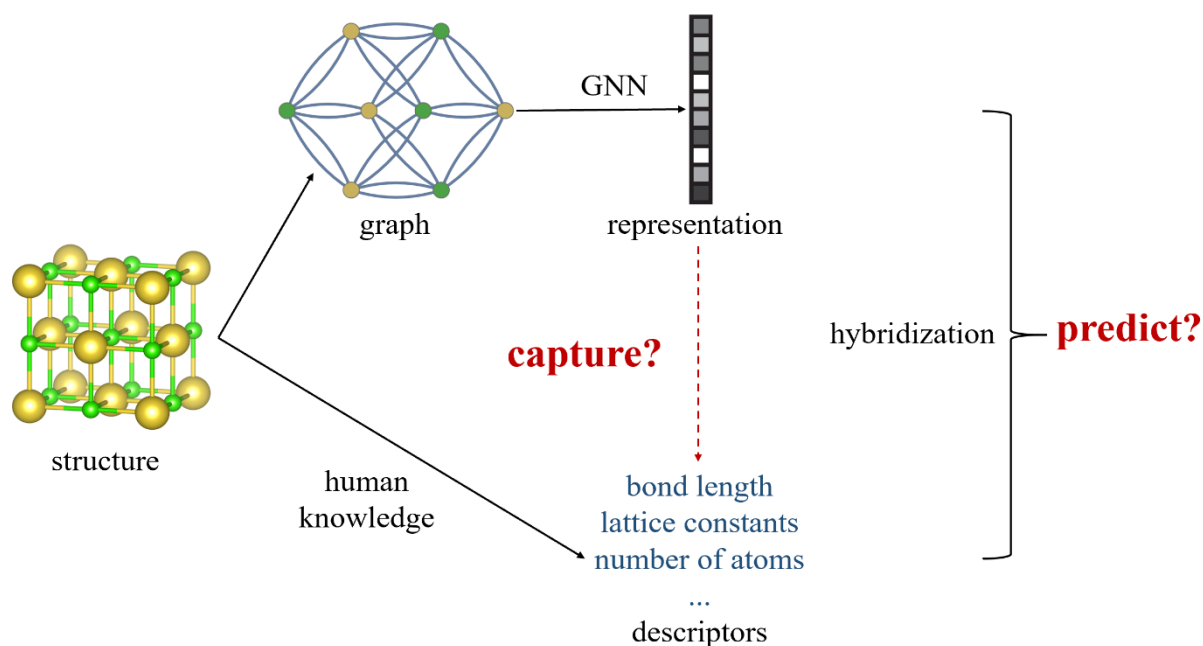 GNN
graph
representation
structure
capture?
hybridization
predict?
human
knowledge
bond length
lattice constants
number of atoms
...
descriptors